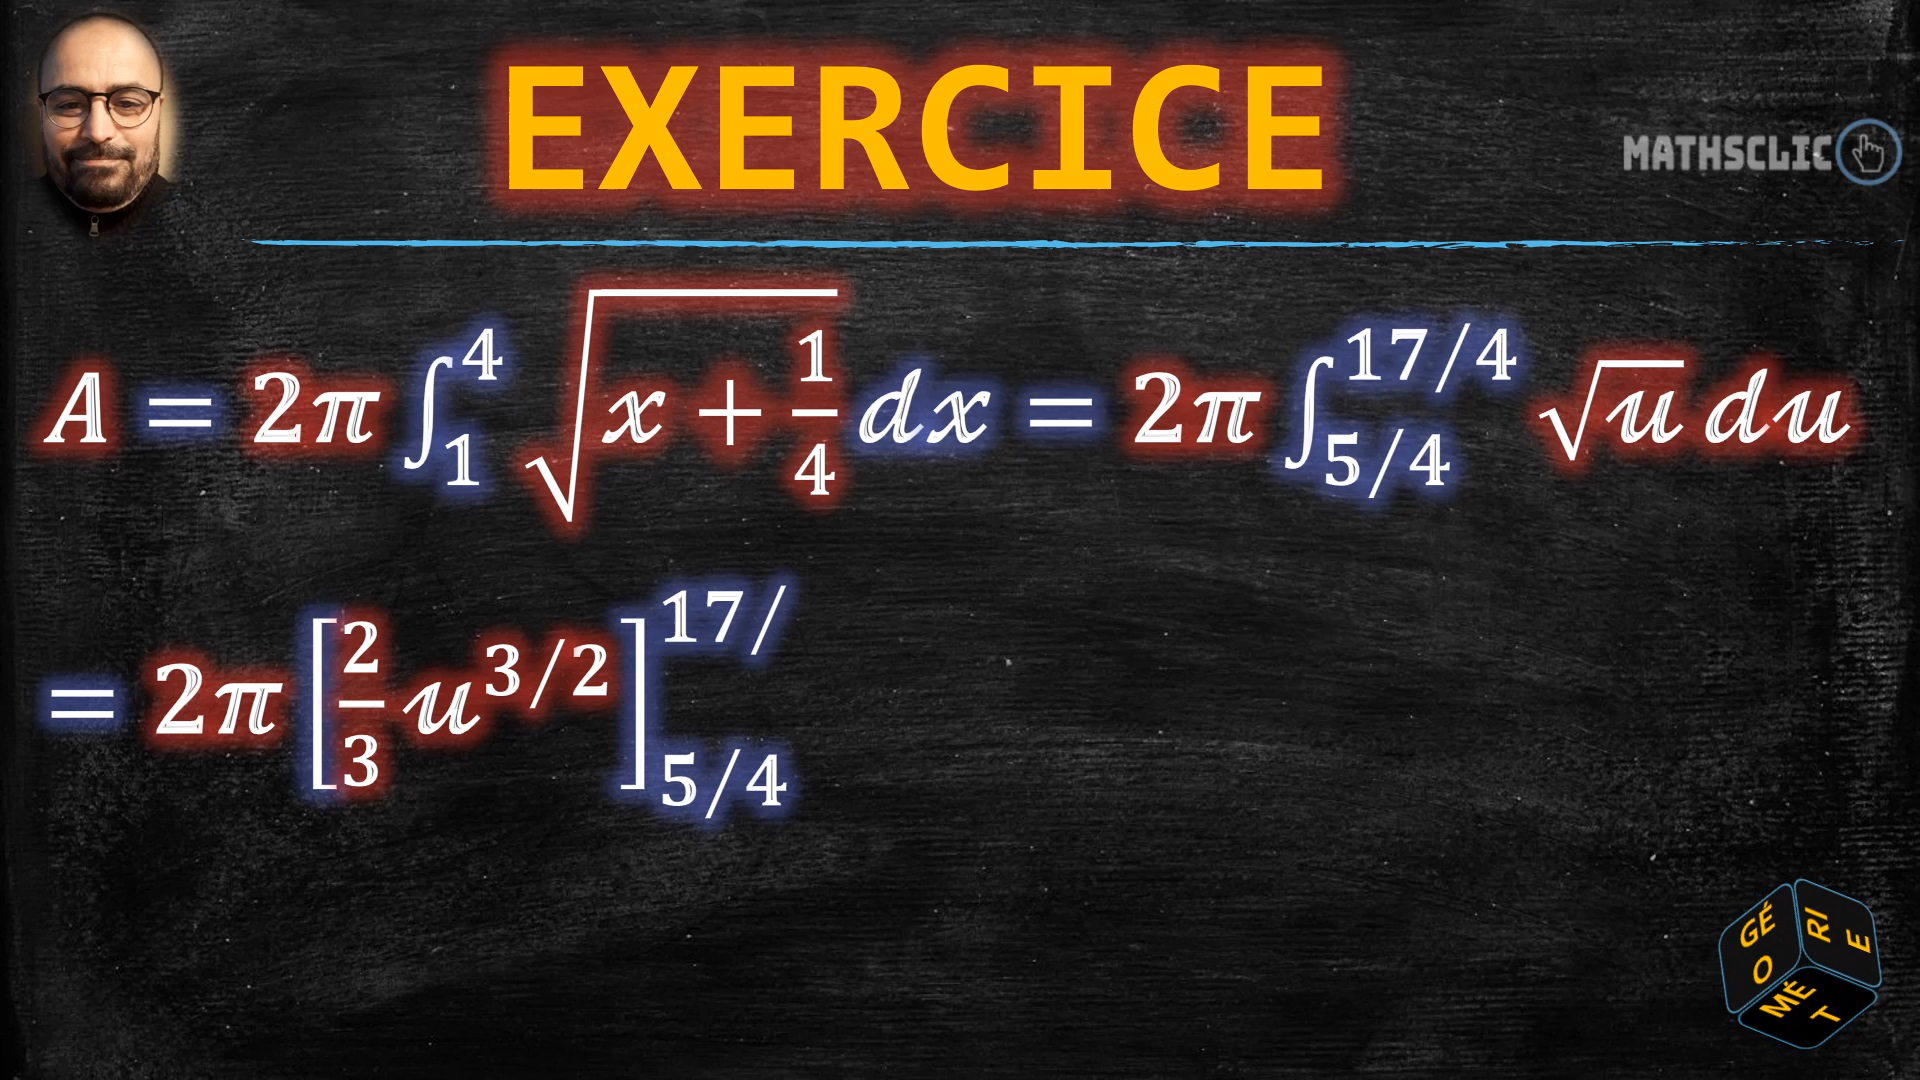 EXERCICE
MATHSCLIC
A = 2π ∫₁⁴ √(x + 1/4) dx = 2π ∫_{5/4}^{17/4} √u du
= 2π [2/3 u^{3/2}]_{5/4}^{17/}
GÉ
O
MÉ
T
RI
E